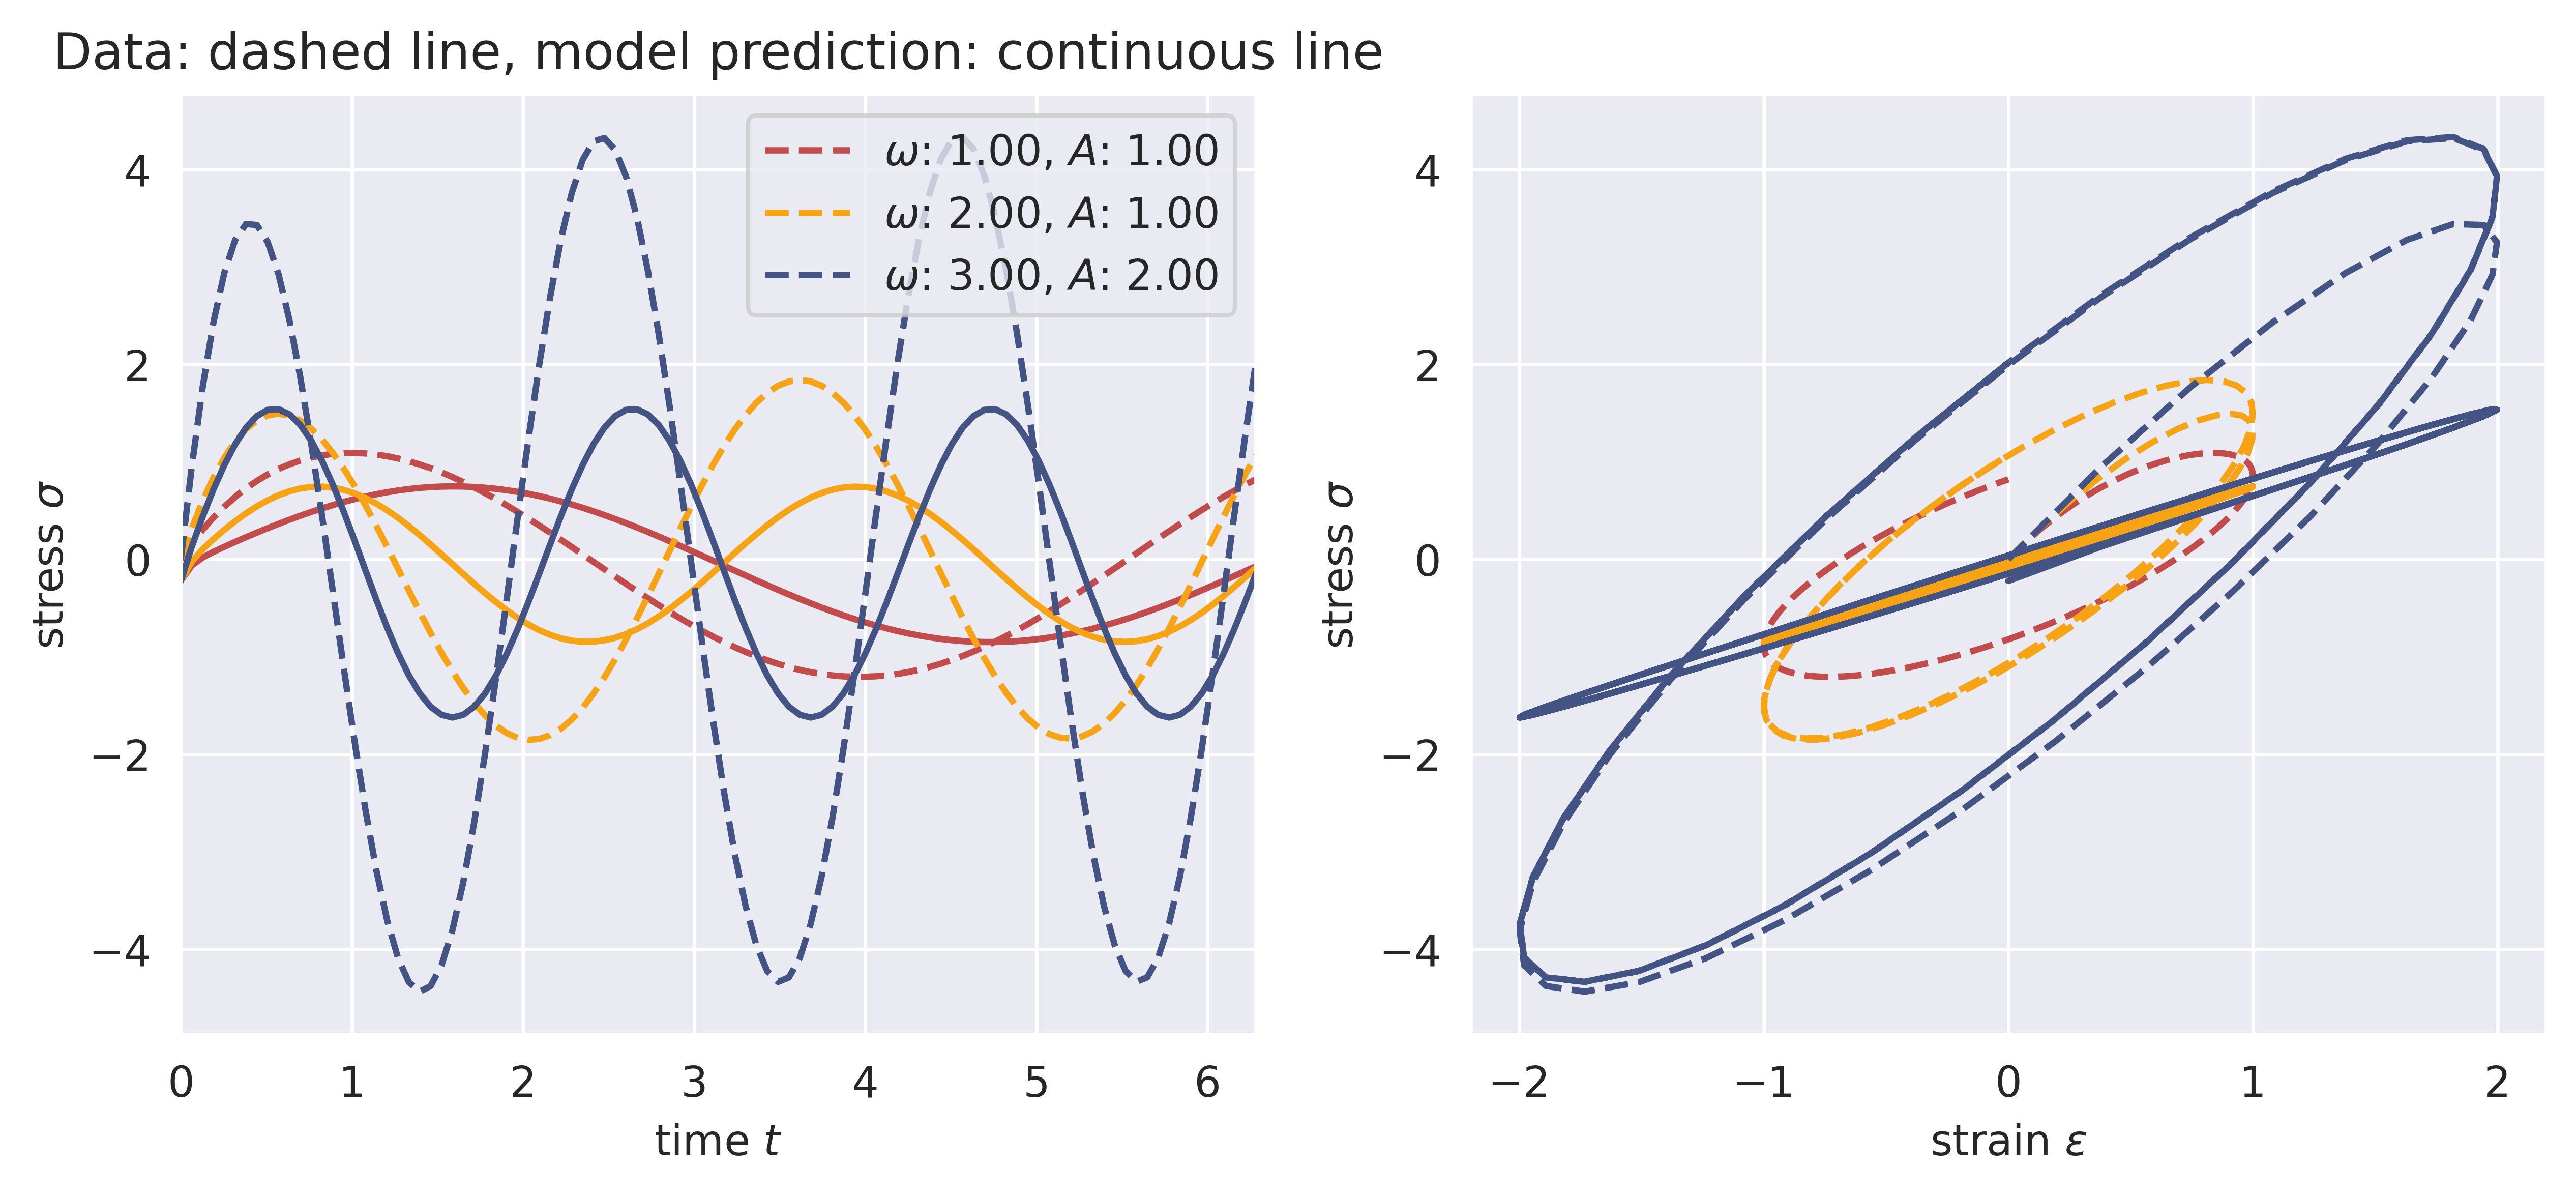 Data: dashed line, model prediction: continuous line
ω: 1.00, A: 1.00
ω: 2.00, A: 1.00
ω: 3.00, A: 2.00
stress σ
4
2
0
−2
−4
0 1 2 3 4 5 6
time t
stress σ
4
2
0
−2
−4
−2 −1 0 1 2
strain ε